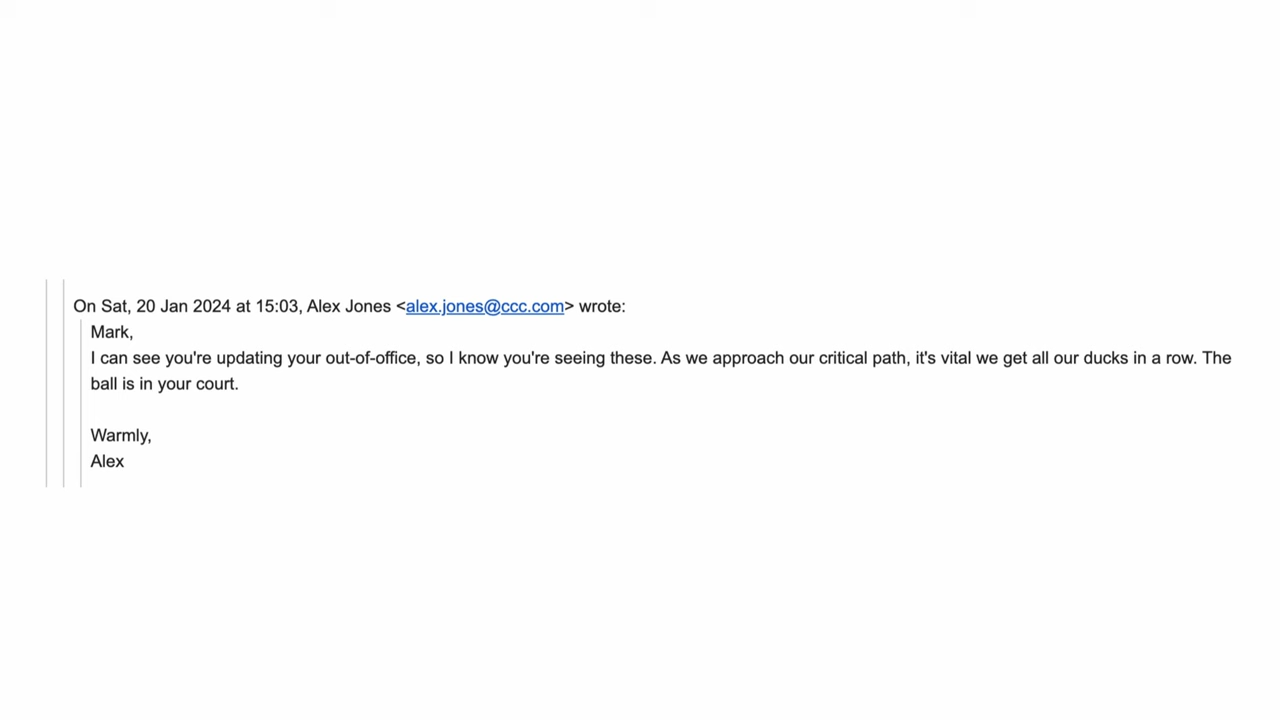 On Sat, 20 Jan 2024 at 15:03, Alex Jones <alex.jones@ccc.com> wrote:
Mark,
I can see you're updating your out-of-office, so I know you're seeing these. As we approach our critical path, it's vital we get all our ducks in a row. The
ball is in your court.
Warmly,
Alex